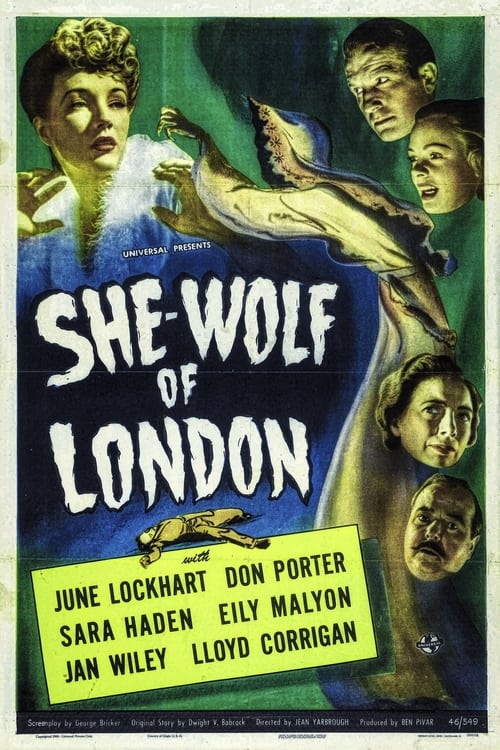 UNIVERSAL PRESENTS
SHE-WOLF
OF
LONDON
with
JUNE LOCKHART DON PORTER
SARA HADEN EILY MALYON
JAN WILEY LLOYD CORRIGAN
UNIVERSAL
Screenplay by George Bricker Original Story by Dwight V. Babcock Directed by JEAN YARBROUGH Produced by BEN PIVAR 46/549